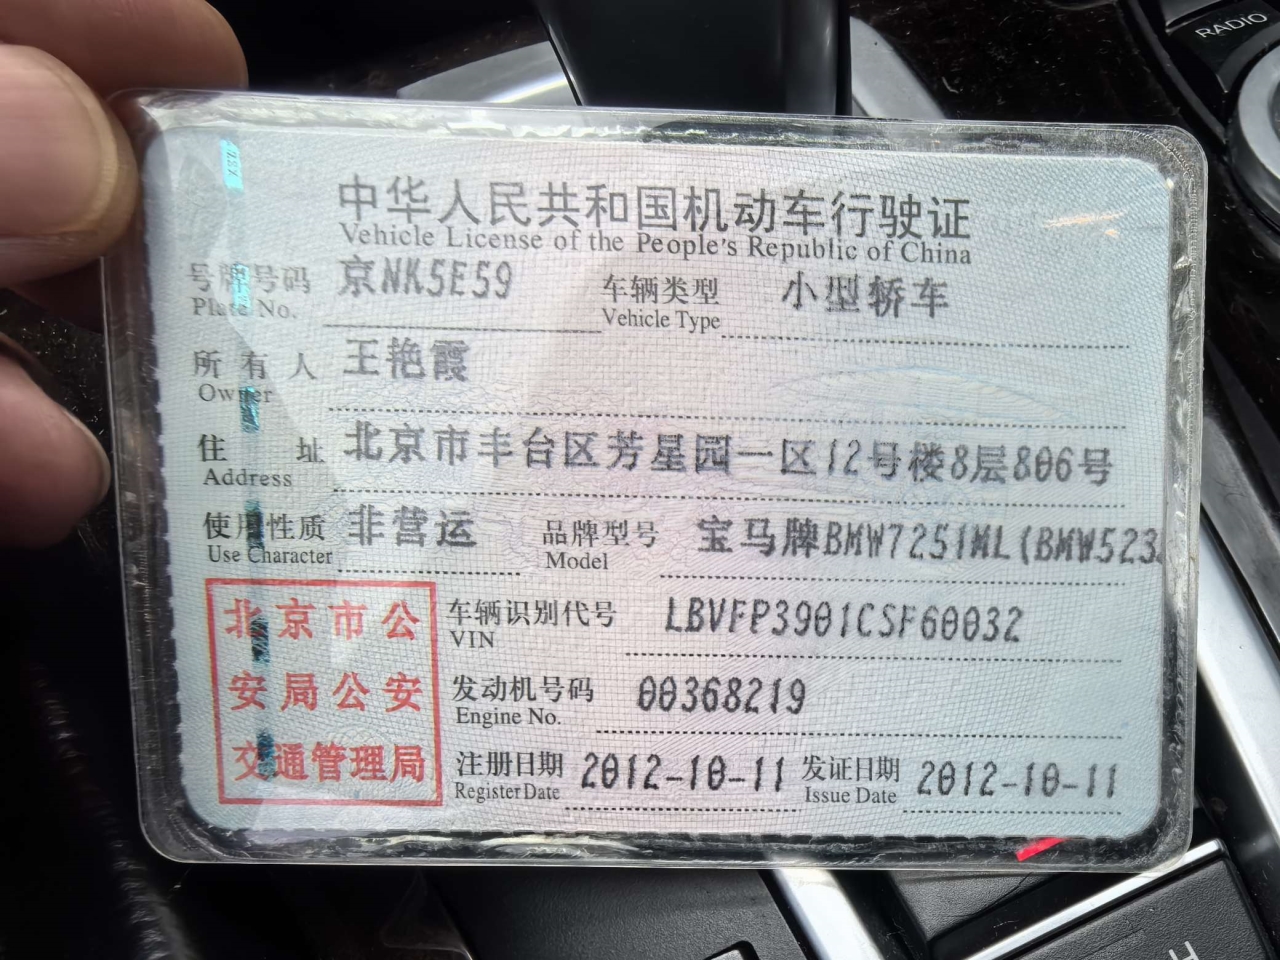 RADIO
中华人民共和国机动车行驶证
Vehicle License of the People's Republic of China
号牌号码 京NK5E59 车辆类型 小型轿车
Plate No. Vehicle Type
所有人 王艳霞
Owner
住址 北京市丰台区芳星园一区12号楼8层806号
Address
使用性质 非营运 品牌型号 宝马牌BMW7251ML(BMW523
Use Character Model
北京市公
安局公安
交通管理局
车辆识别代号 LBVFP3901CSF60032
VIN
发动机号码 00368219
Engine No.
注册日期 2012-10-11 发证日期 2012-10-11
Register Date Issue Date